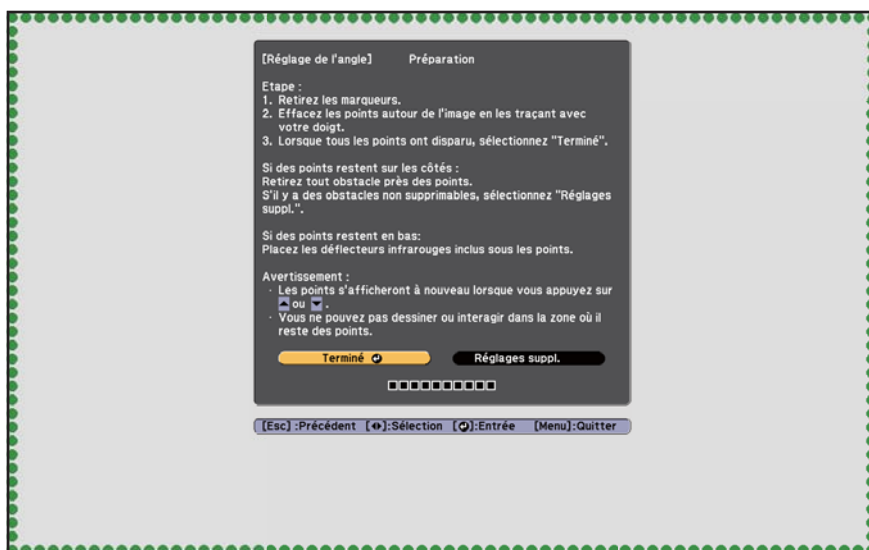 [Réglage de l'angle] Préparation
Etape :
1. Retirez les marqueurs.
2. Effacez les points autour de l'image en les traçant avec
votre doigt.
3. Lorsque tous les points ont disparu, sélectionnez "Terminé".
Si des points restent sur les côtés :
Retirez tout obstacle près des points.
S'il y a des obstacles non supprimables, sélectionnez "Réglages
suppl.".
Si des points restent en bas:
Placez les déflecteurs infrarouges inclus sous les points.
Avertissement :
· Les points s'afficheront à nouveau lorsque vous appuyez sur
ou .
· Vous ne pouvez pas dessiner ou interagir dans la zone où il
reste des points.
Terminé Réglages suppl.
[Esc] :Précédent [ ]:Sélection [ ]:Entrée [Menu]:Quitter